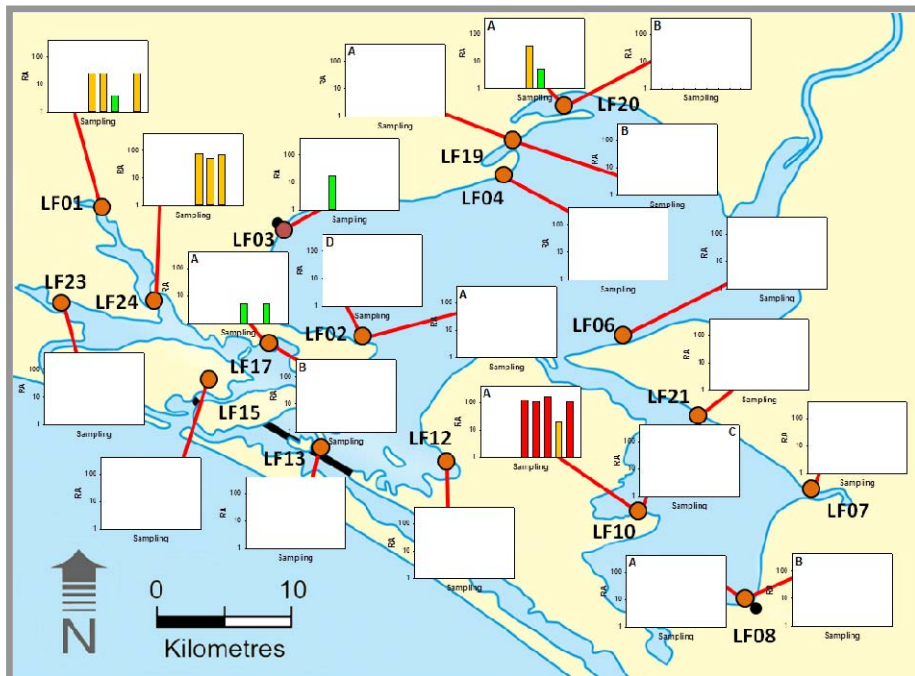 RA
100
10
1
Sampling
A
RA
100
10
1
Sampling
A
RA
100
10
1
Sampling
B
RA
100
10
1
Sampling
LF20
LF19
LF04
B
RA
100
10
1
Sampling
RA
100
10
1
Sampling
LF01
RA
100
10
1
Sampling
RA
100
10
1
Sampling
LF03
RA
100
10
1
Sampling
LF23
LF24
A
RA
100
10
1
Sampling
D
RA
100
10
1
Sampling
LF02
A
RA
100
10
1
Sampling
LF06
LF17
RA
100
10
1
Sampling
B
RA
100
10
1
Sampling
RA
100
10
1
Sampling
LF21
LF15
LF13
LF12
A
RA
100
10
1
Sampling
C
RA
100
10
1
Sampling
RA
100
10
1
Sampling
LF07
LF10
RA
100
10
1
Sampling
RA
100
10
1
Sampling
RA
100
10
1
Sampling
A
RA
100
10
1
Sampling
B
RA
100
10
1
Sampling
LF08
N
0
10
Kilometres